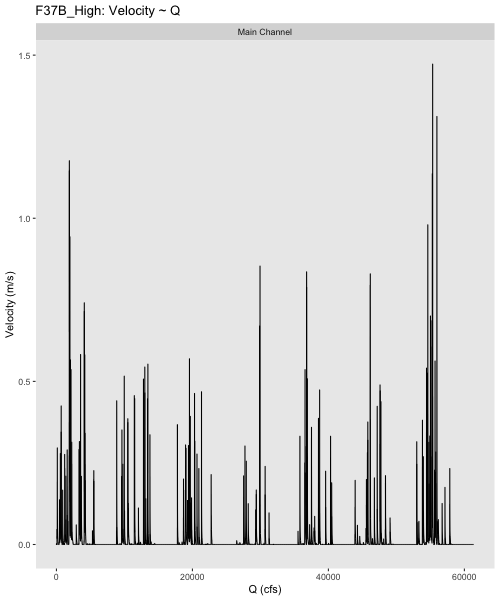 F37B_High: Velocity ~ Q
Main Channel
1.5
1.0
0.5
0.0
Velocity (m/s)
0
20000
40000
60000
Q (cfs)